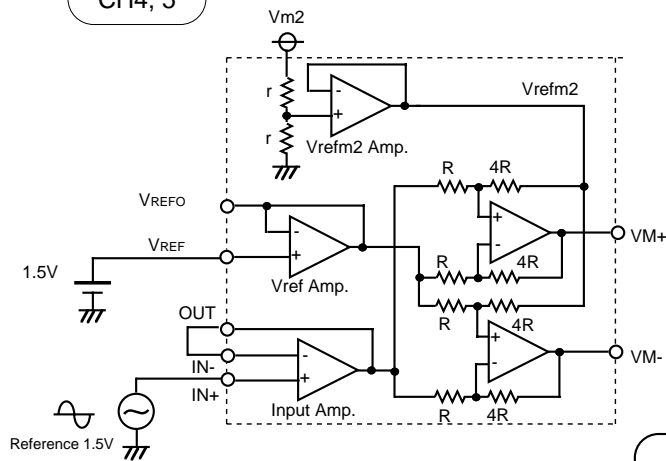 CH4, 5
Vm2
r
r
-
+
Vrefm2 Amp.
Vrefm2
R
4R
VREFO
VREF
1.5V
-
+
Vref Amp.
+
-
VM+
R
4R
R
4R
OUT
IN-
IN+
-
+
Input Amp.
+
-
VM-
R
4R
Reference 1.5V